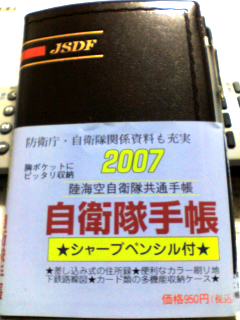 JSDF
防衛庁・自衛隊関係資料も充実
胸ポケットに
ピッタリ収納
2007
陸海空自衛隊共通手帳
自衛隊手帳
★シャープペンシル付★
★差し込み式の住所録★便利なカラー刷り地
下鉄路線図★カード類の多機能収納ケース★
価格950円(税込